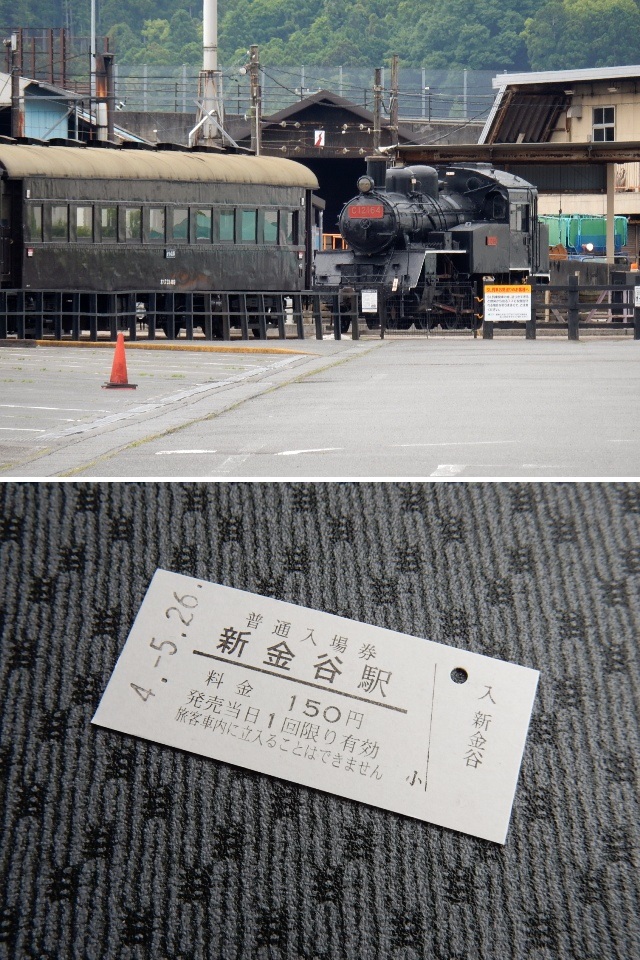 C12164
4.-5.26.
普通入場券
新金谷駅
料金 150円
発売当日1回限り有効
旅客車内に立入ることはできません
小
入 新金谷